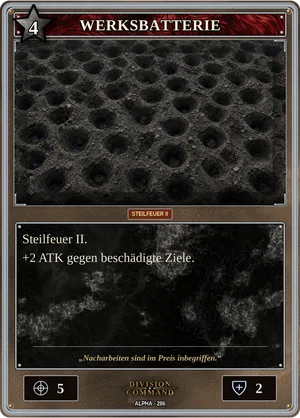 4
WERKSBATTERIE
STEILFEUER II
Steilfeuer II.
+2 ATK gegen beschädigte Ziele.
„Nacharbeiten sind im Preis inbegriffen.“
5
DIVISION
COMMAND
ALPHA - 286
2